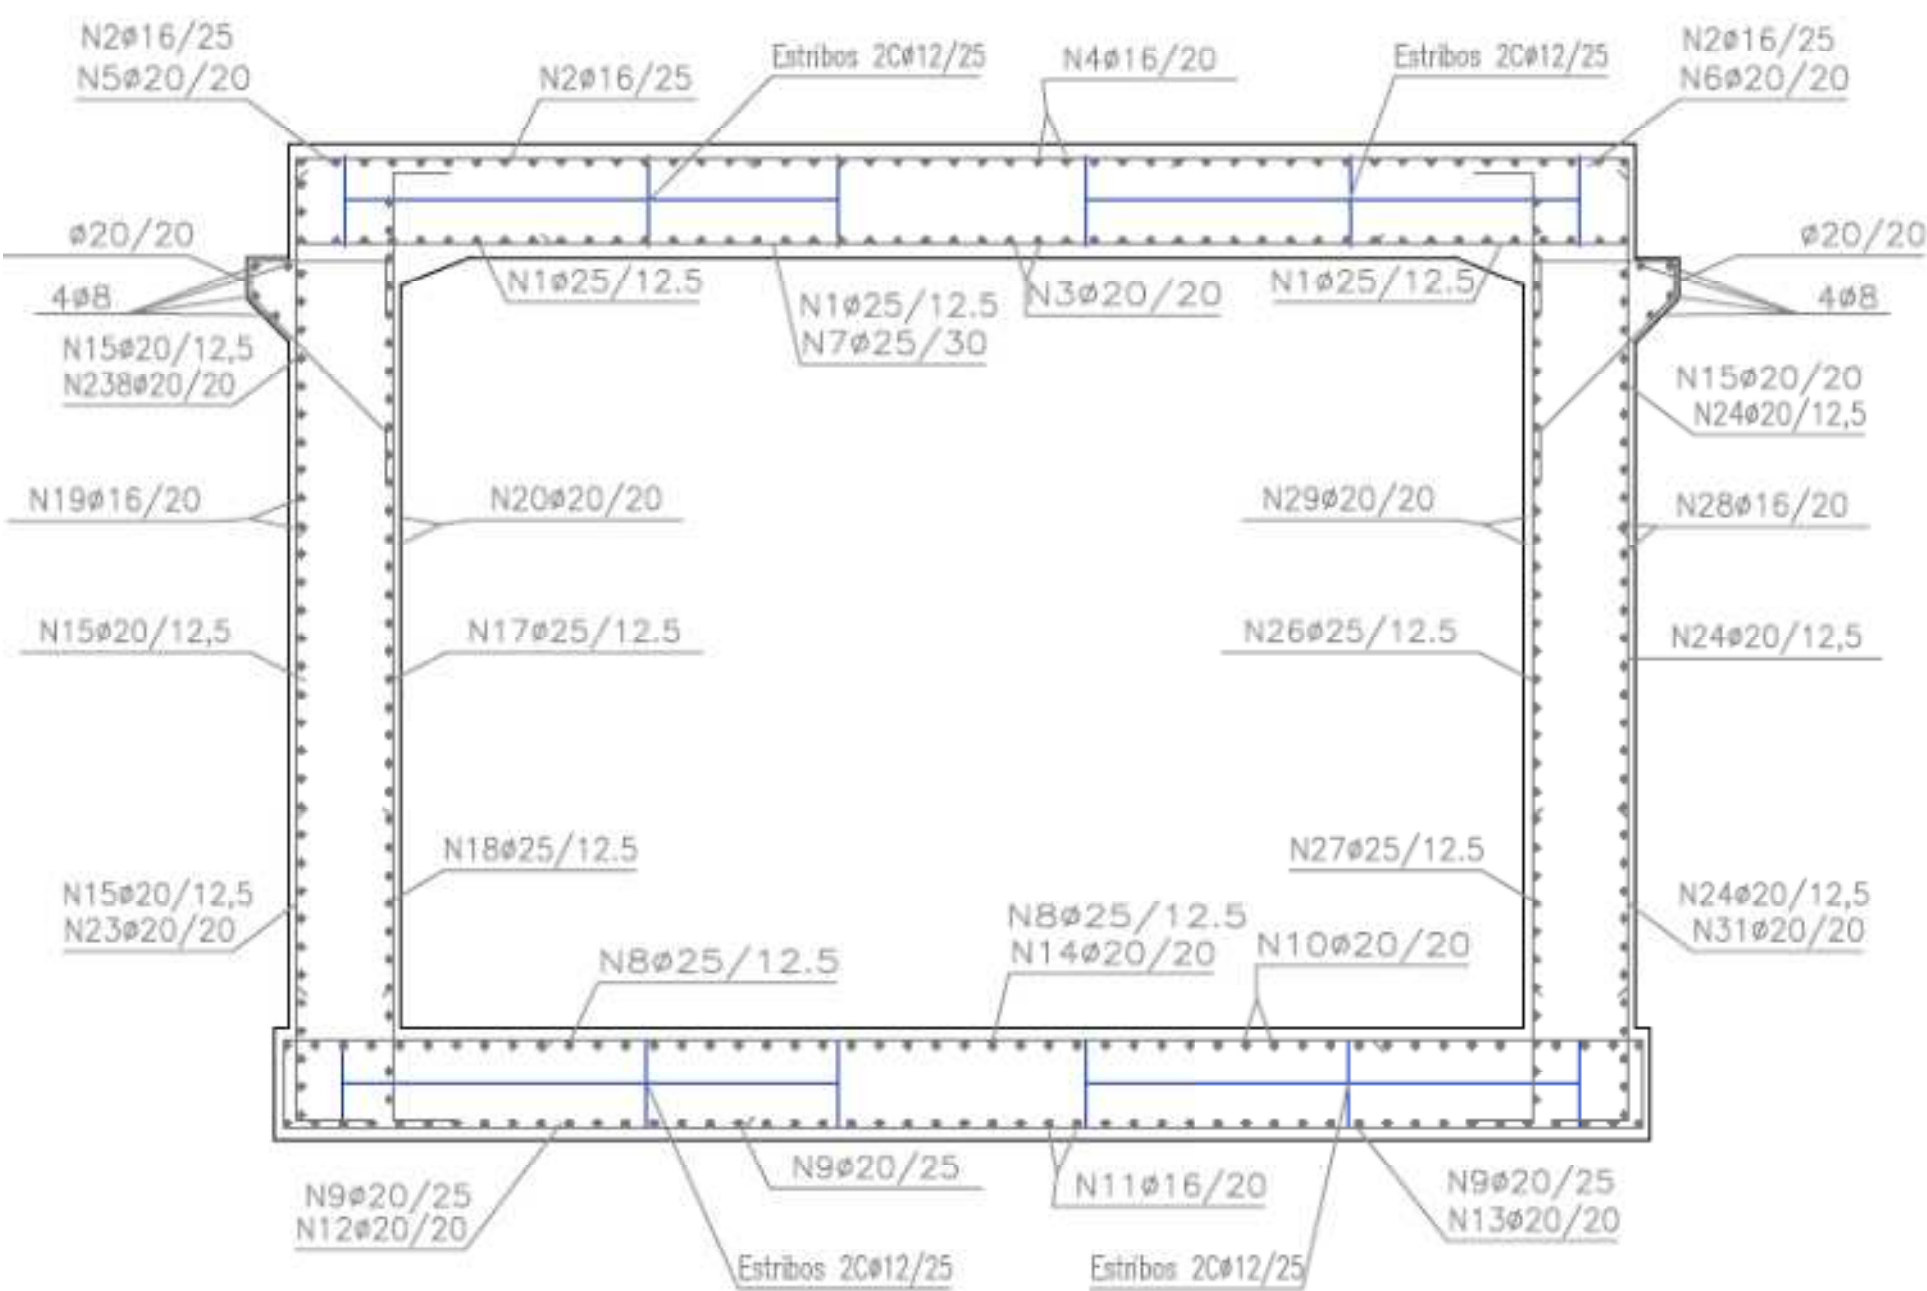 N2ø16/25
N5ø20/20
N2ø16/25
Estribos 2Cø12/25
N4ø16/20
Estribos 2Cø12/25
N2ø16/25
N6ø20/20
ø20/20
4ø8
N1ø25/12.5
N1ø25/12.5
N7ø25/30
N3ø20/20
N1ø25/12.5
ø20/20
4ø8
N15ø20/12,5
N238ø20/20
N15ø20/20
N24ø20/12,5
N19ø16/20
N20ø20/20
N29ø20/20
N28ø16/20
N15ø20/12,5
N17ø25/12.5
N26ø25/12.5
N24ø20/12,5
N18ø25/12.5
N27ø25/12.5
N15ø20/12,5
N23ø20/20
N24ø20/12,5
N31ø20/20
N8ø25/12.5
N8ø25/12.5
N14ø20/20
N10ø20/20
N9ø20/25
N12ø20/20
N9ø20/25
N11ø16/20
N9ø20/25
N13ø20/20
Estribos 2Cø12/25
Estribos 2Cø12/25